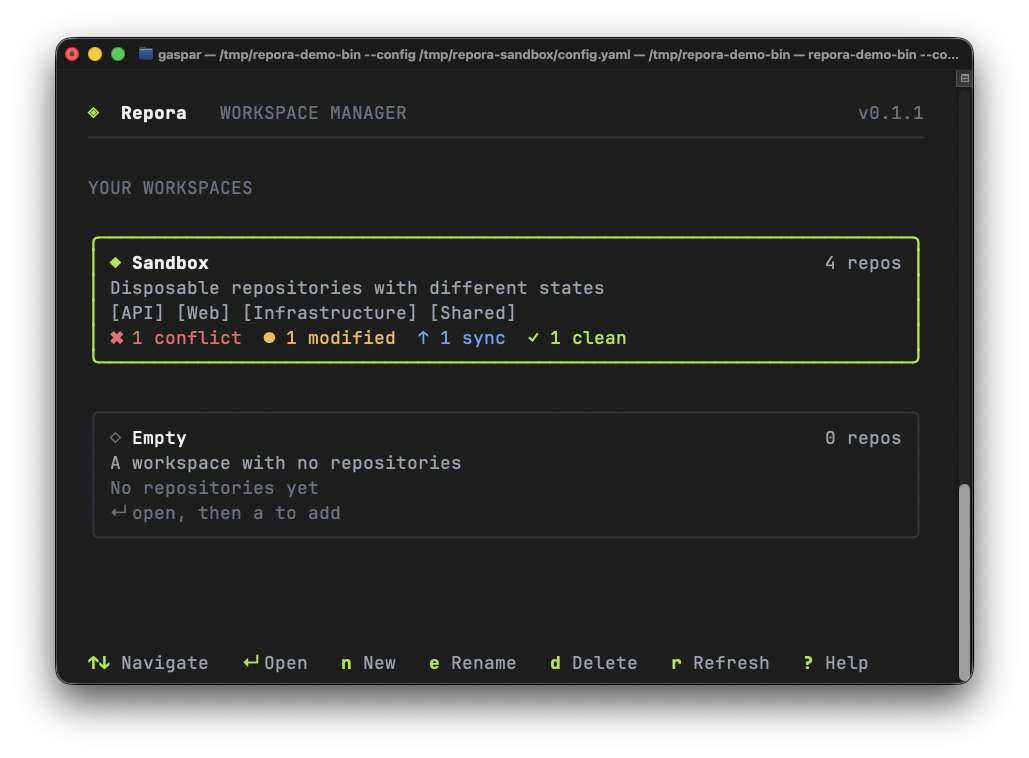 gaspar — /tmp/repora-demo-bin --config /tmp/repora-sandbox/config.yaml — /tmp/repora-demo-bin — repora-demo-bin --co...
◈ Repora WORKSPACE MANAGER v0.1.1
YOUR WORKSPACES
◆ Sandbox 4 repos
Disposable repositories with different states
[API] [Web] [Infrastructure] [Shared]
✖ 1 conflict ● 1 modified ↑ 1 sync ✓ 1 clean
◇ Empty 0 repos
A workspace with no repositories
No repositories yet
↵ open, then a to add
↑↓ Navigate ↵ Open n New e Rename d Delete r Refresh ? Help